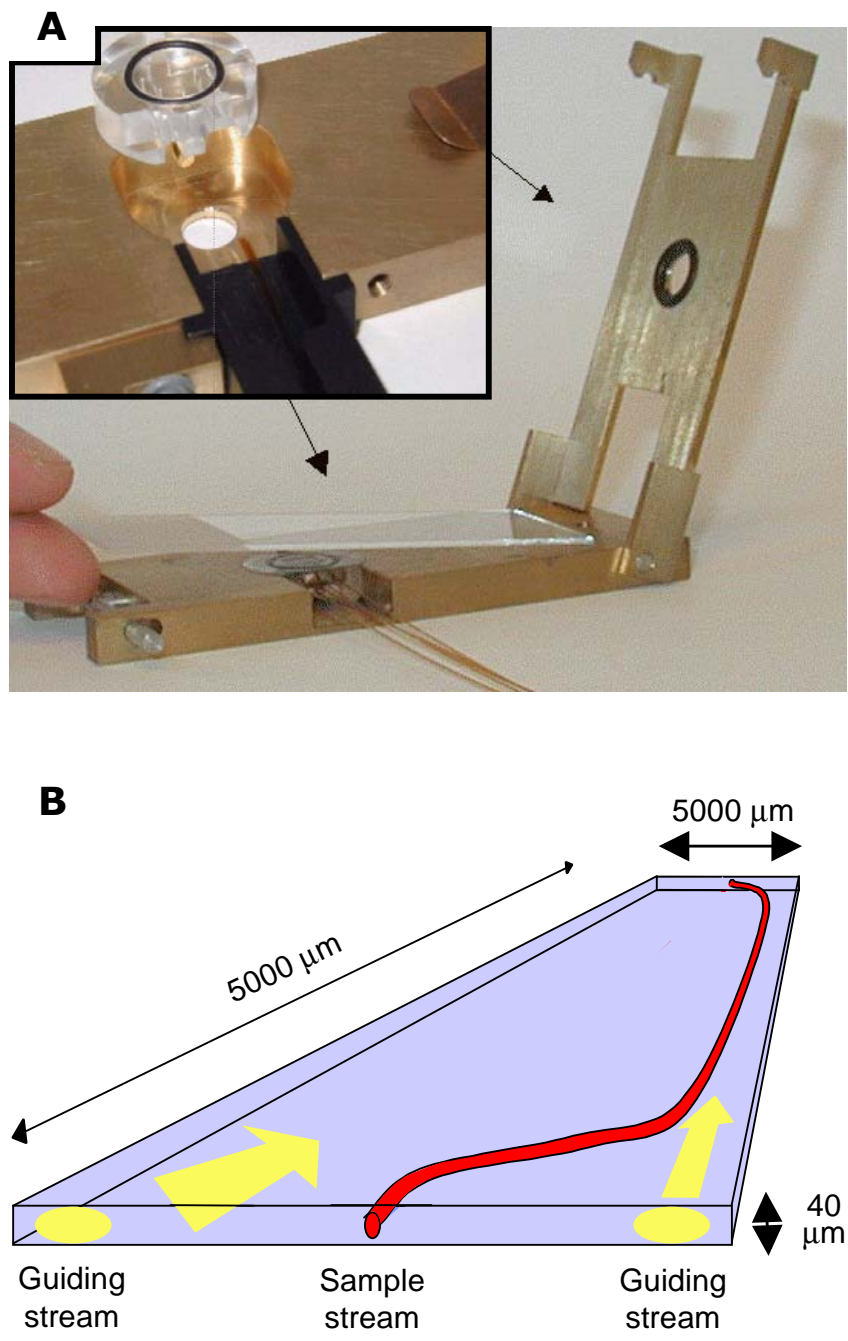 A
B
5000 μm
5000 μm
40
μm
Guiding
stream
Sample
stream
Guiding
stream